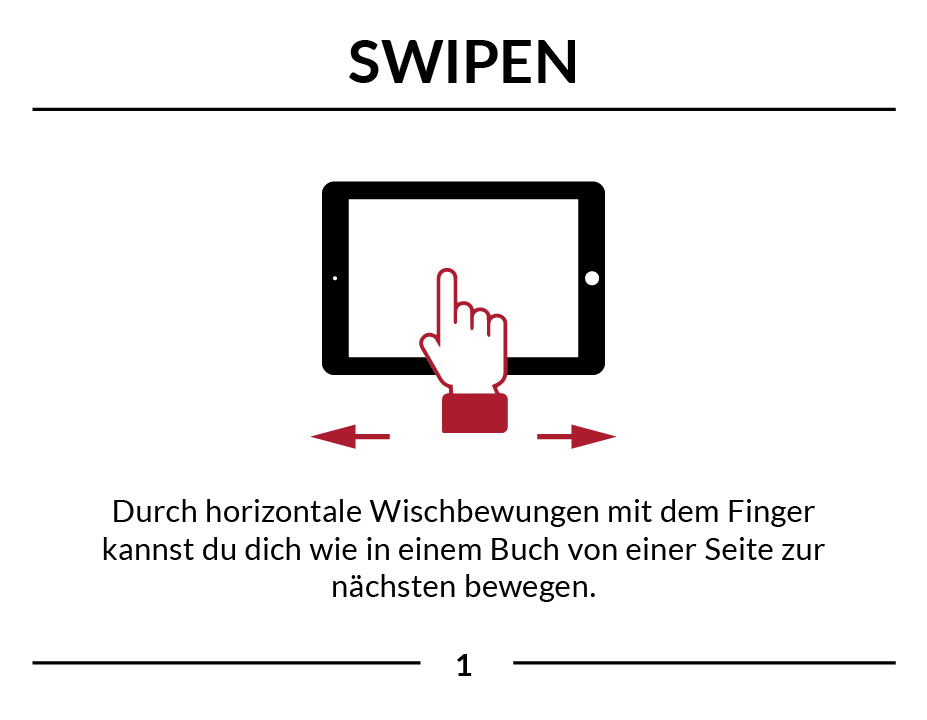 SWIPEN
Durch horizontale Wischbewungen mit dem Finger
kannst du dich wie in einem Buch von einer Seite zur
nächsten bewegen.
1